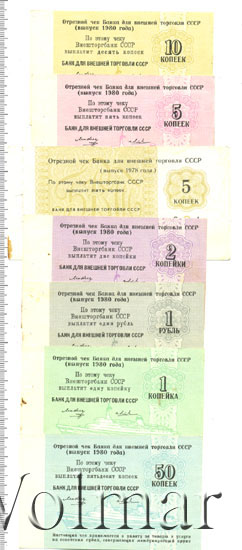 Отрезной чек Банка для внешней торговли СССР
(выпуск 1980 года)
По этому чеку
Внешторгбанк СССР
выплатит десять копеек
БАНК ДЛЯ ВНЕШНЕЙ ТОРГОВЛИ СССР
10
КОПЕЕК
Отрезной чек Банка для внешней торговли СССР
(выпуск 1980 года)
По этому чеку
Внешторгбанк СССР
выплатит пять копеек
БАНК ДЛЯ ВНЕШНЕЙ ТОРГОВЛИ СССР
5
КОПЕЕК
Отрезной чек Банка для внешней торговли СССР
(выпуск 1978 года)
По этому чеку Внешторгбанк СССР
выплатит пять копеек
БАНК ДЛЯ ВНЕШНЕЙ ТОРГОВЛИ СССР
5
КОПЕЕК
Отрезной чек Банка для внешней торговли СССР
(выпуск 1980 года)
По этому чеку
Внешторгбанк СССР
выплатит две копейки
БАНК ДЛЯ ВНЕШНЕЙ ТОРГОВЛИ СССР
2
КОПЕЙКИ
Отрезной чек Банка для внешней торговли СССР
(выпуск 1980 года)
По этому чеку
Внешторгбанк СССР
выплатит один рубль
БАНК ДЛЯ ВНЕШНЕЙ ТОРГОВЛИ СССР
1
РУБЛЬ
Отрезной чек Банка для внешней торговли СССР
(выпуск 1980 года)
По этому чеку
Внешторгбанк СССР
выплатит одну копейку
БАНК ДЛЯ ВНЕШНЕЙ ТОРГОВЛИ СССР
1
КОПЕЙКА
Отрезной чек Банка для внешней торговли СССР
(выпуск 1980 года)
По этому чеку
Внешторгбанк СССР
выплатит пятьдесят копеек
БАНК ДЛЯ ВНЕШНЕЙ ТОРГОВЛИ СССР
50
КОПЕЕК
Wolmar